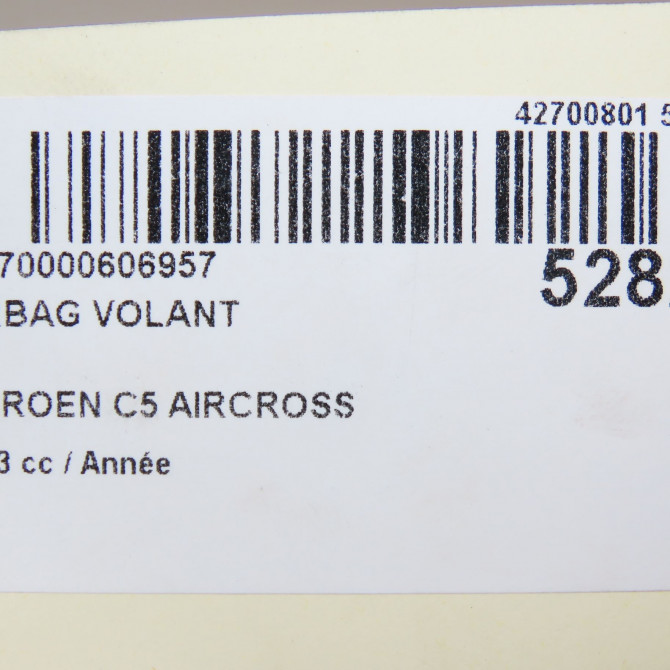 42700801 5
70000606957
528
BAG VOLANT
ROEN C5 AIRCROSS
3 cc / Année